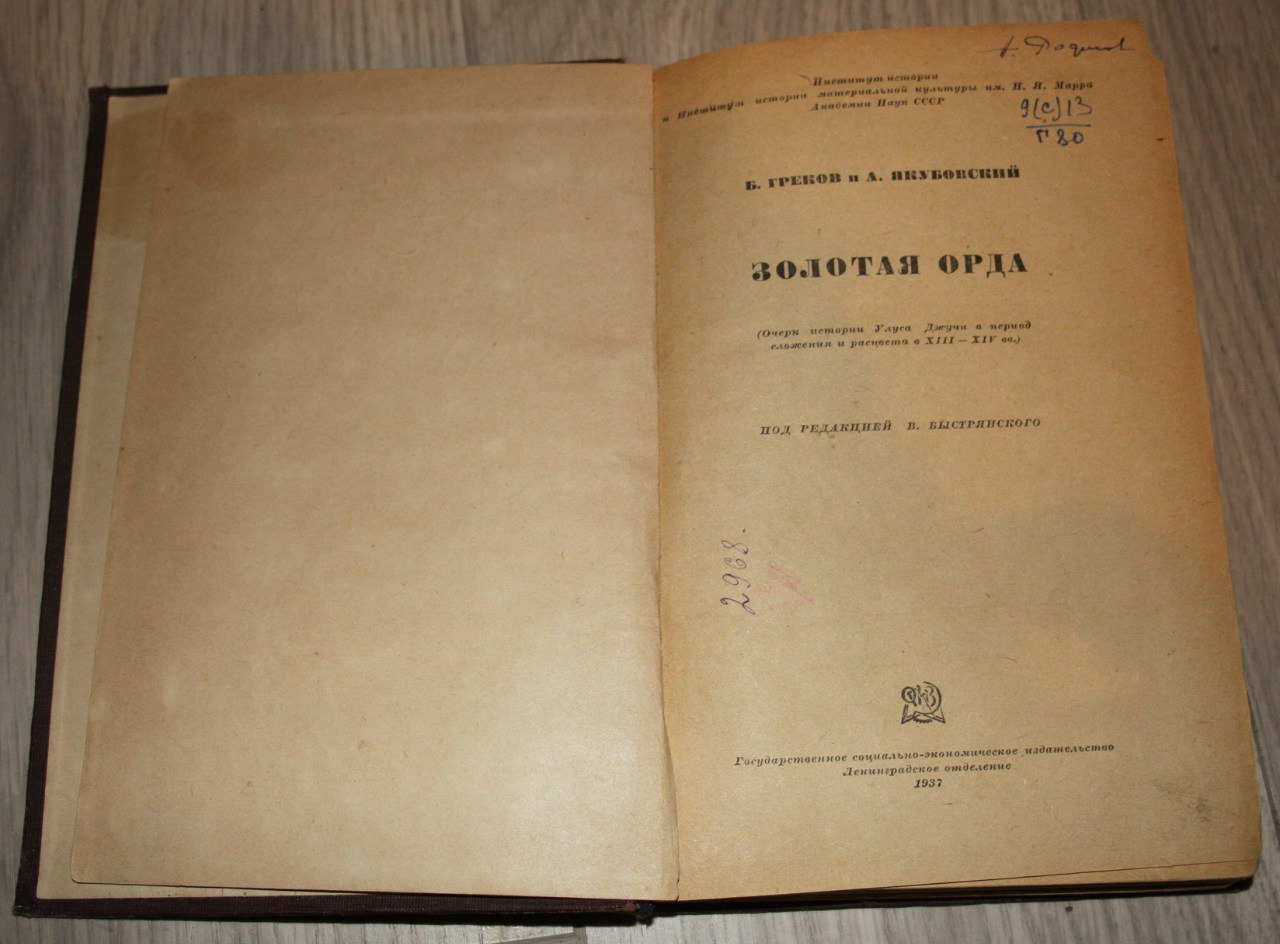 Институт истории
и Институт истории материальной культуры им. Н. Я. Марра
Академии Наук СССР
9(с)13
Г 80
Б. ГРЕКОВ и А. ЯКУБОВСКИЙ
ЗОЛОТАЯ ОРДА
(Очерк истории Улуса Джучи в период
сложения и расцвета в XIII — XIV вв.)
ПОД РЕДАКЦИЕЙ В. БЫСТРЯНСКОГО
2968.
Государственное социально-экономическое издательство
Ленинградское отделение
1937